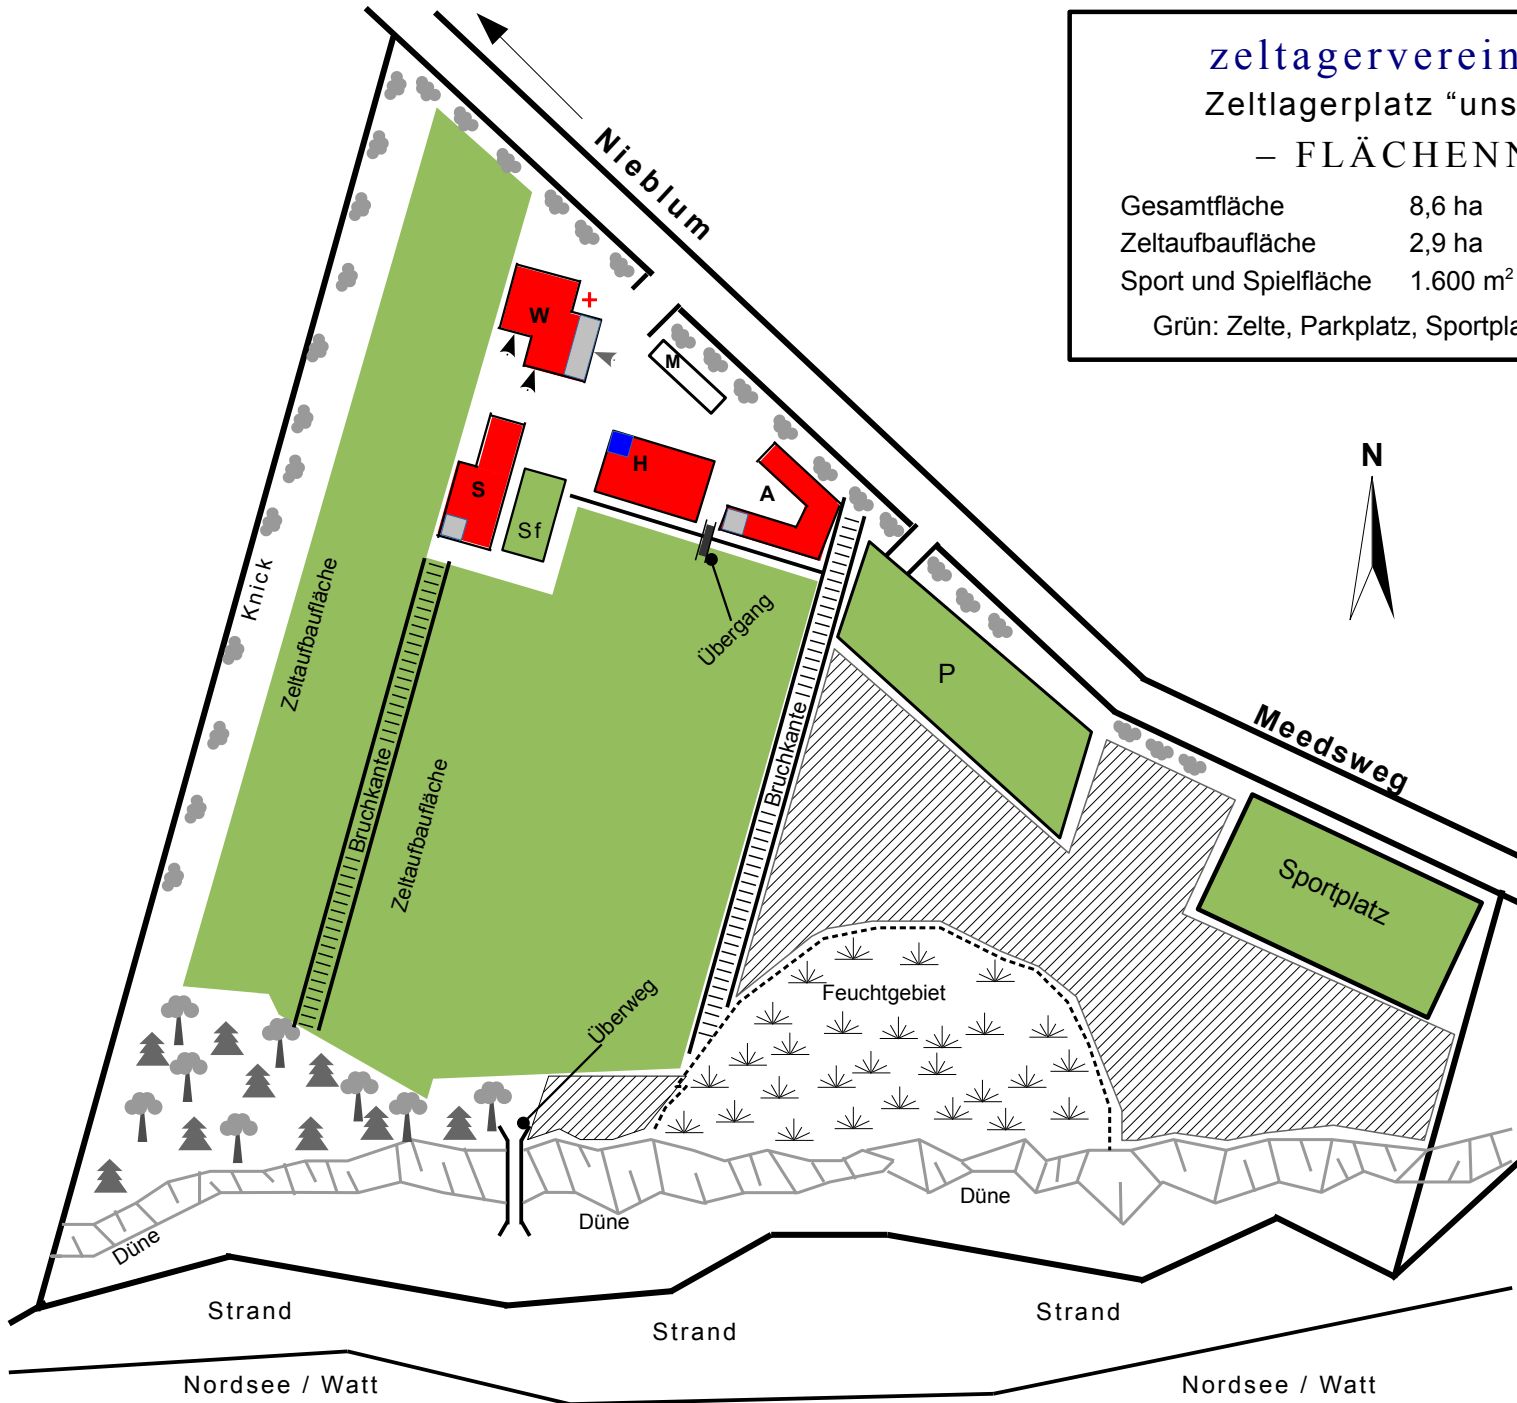 zeltagerverein
Zeltlagerplatz “uns
– FLÄCHENN
Gesamtfläche 8,6 ha
Zeltaufbaufläche 2,9 ha
Sport und Spielfläche 1.600 m²
Grün: Zelte, Parkplatz, Sportpla
Nieblum
N
W
M
H
A
S
Sf
Knick
Zeltaufbaufläche
Übergang
P
Bruchkante
Meedsweg
Bruchkante
Zeltaufbaufläche
Sportplatz
Feuchtgebiet
Überweg
Düne
Düne
Düne
Strand
Strand
Strand
Nordsee / Watt
Nordsee / Watt